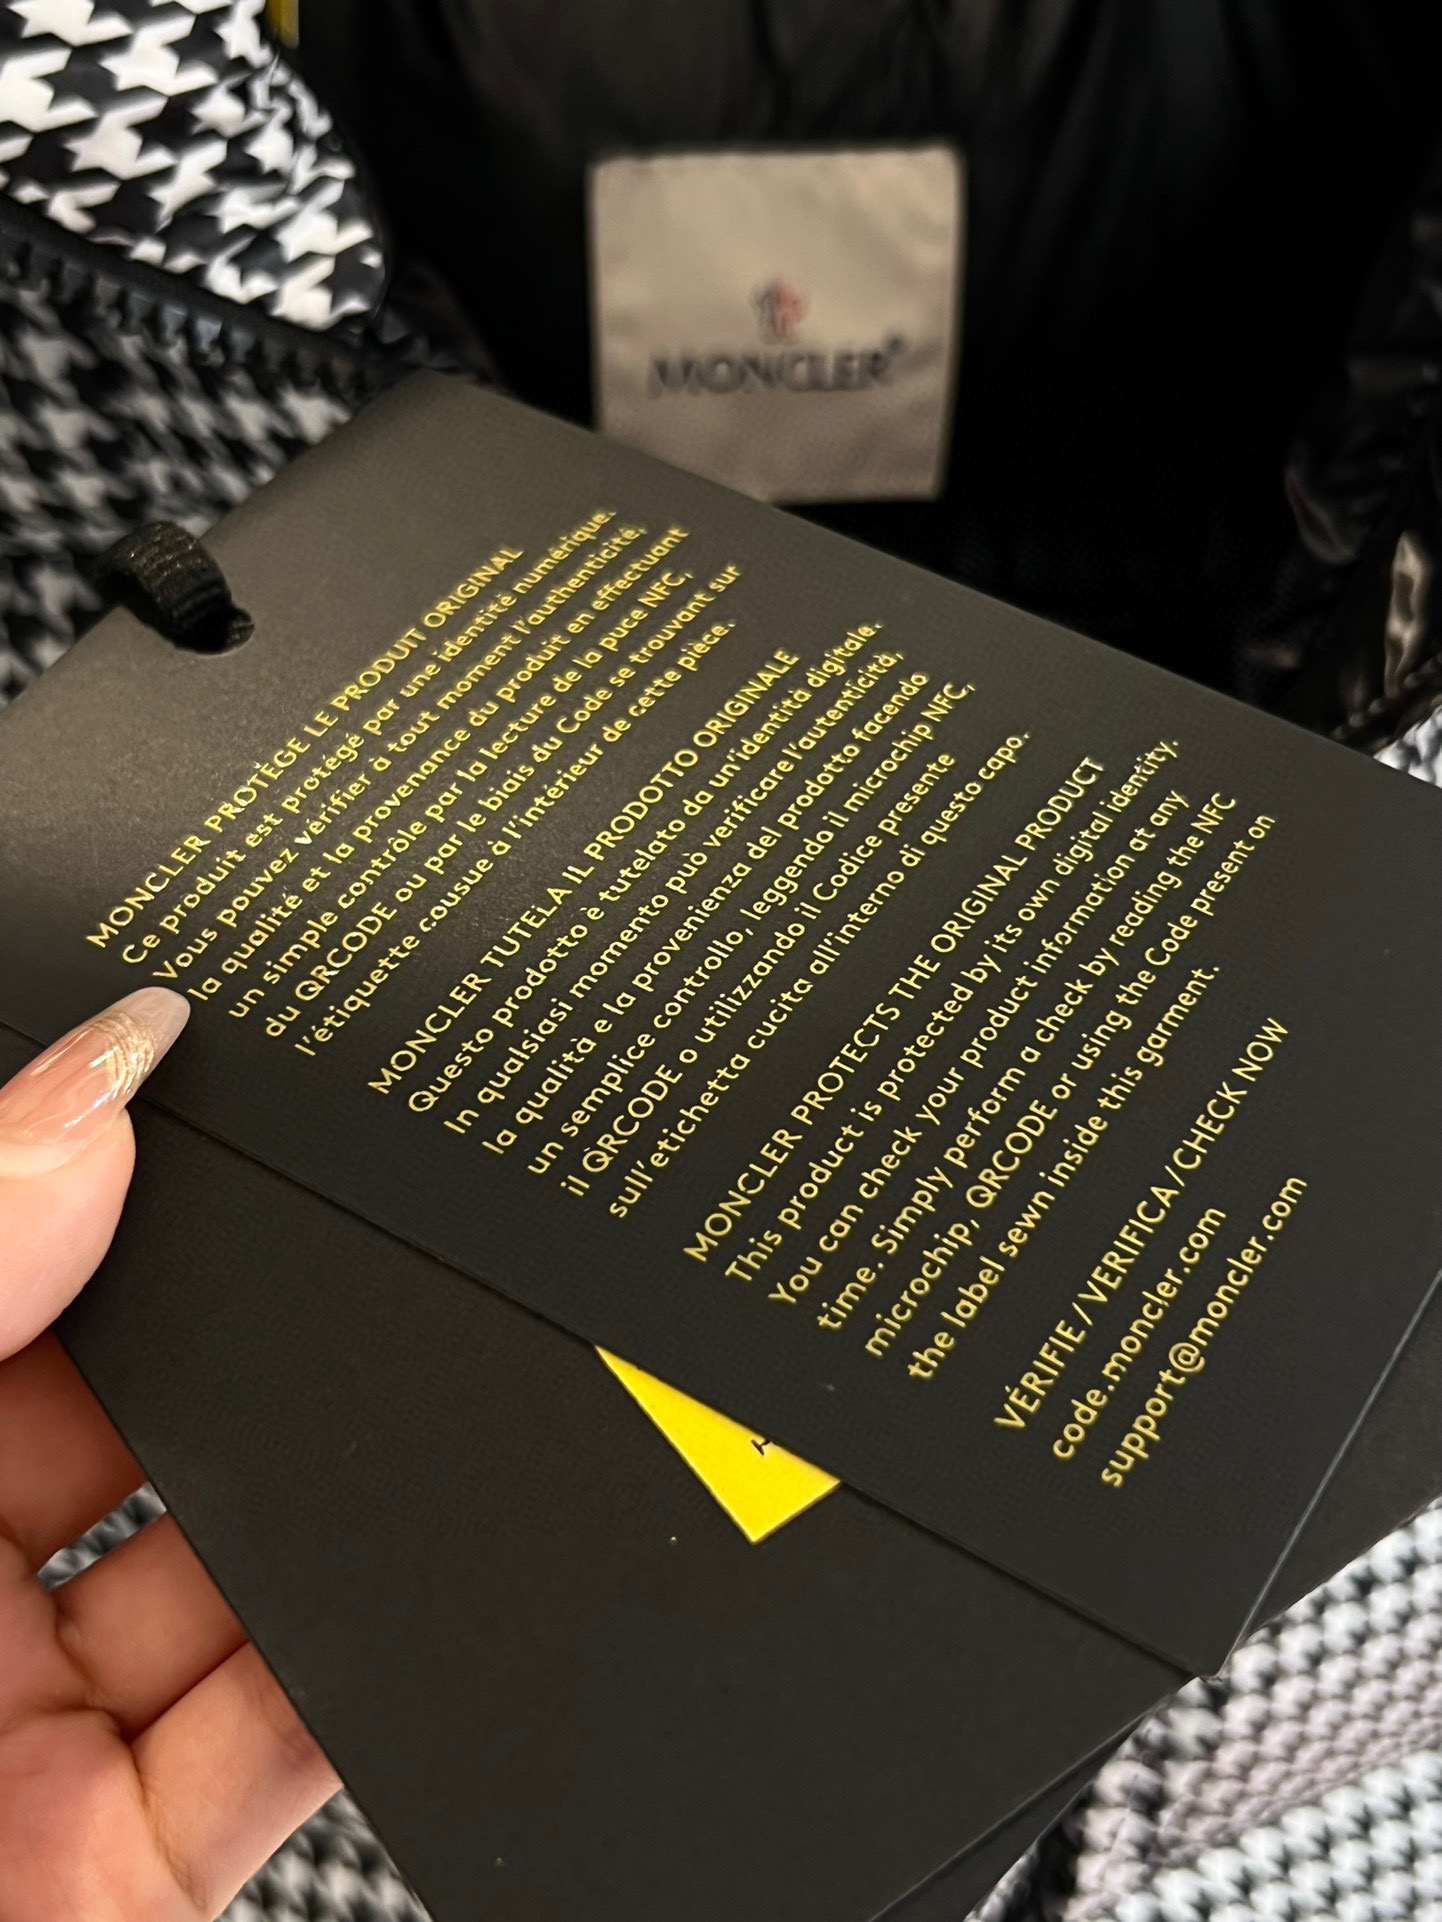 MONCLER
MONCLER PROTÈGE LE PRODUIT ORIGINAL
Ce produit est protégé par une identité numérique.
Vous pouvez vérifier à tout moment l'authenticité,
la qualité et la provenance du produit en effectuant
un simple contrôle par la lecture de la puce NFC,
du QRCODE ou par le biais du Code se trouvant sur
l'étiquette cousue à l'intérieur de cette pièce.
MONCLER TUTELA IL PRODOTTO ORIGINALE
Questo prodotto è tutelato da un'identità digitale.
In qualsiasi momento può verificare l'autenticità,
la qualità e la provenienza del prodotto facendo
un semplice controllo, leggendo il microchip NFC,
il QRCODE o utilizzando il Codice presente
sull'etichetta cucita all'interno di questo capo.
MONCLER PROTECTS THE ORIGINAL PRODUCT
This product is protected by its own digital identity.
You can check your product information at any
time. Simply perform a check by reading the NFC
microchip, QRCODE or using the Code present on
the label sewn inside this garment.
VÉRIFIE / VERIFICA / CHECK NOW
code.moncler.com
support@moncler.com